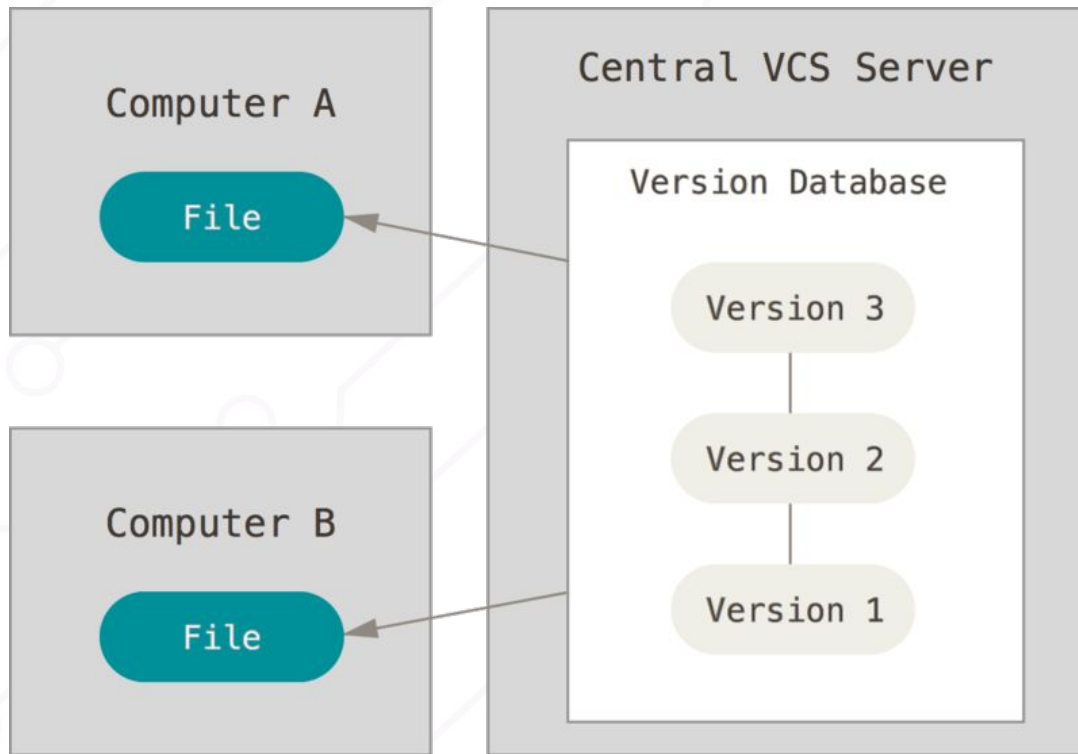 Computer A
File
Computer B
File
Central VCS Server
Version Database
Version 3
Version 2
Version 1